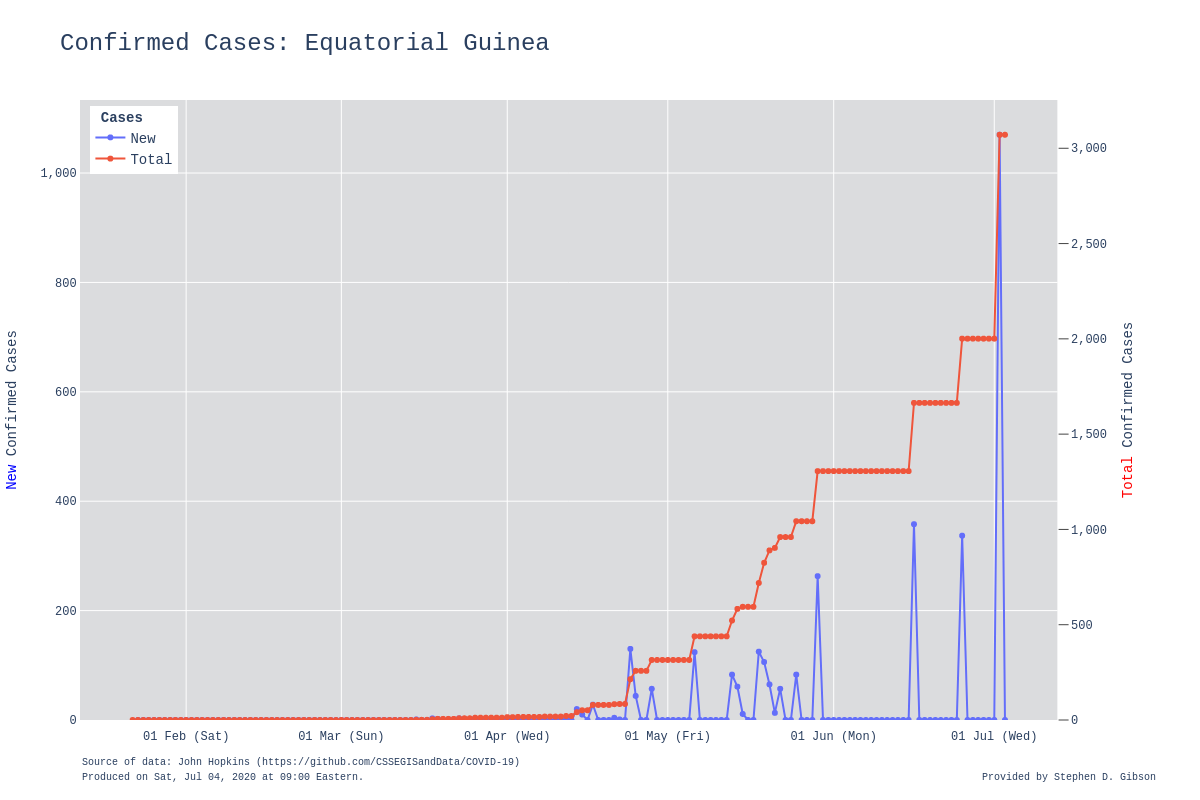 Confirmed Cases: Equatorial Guinea
Cases
New
Total
1,000
800
600
400
200
0
New Confirmed Cases
3,000
2,500
2,000
1,500
1,000
500
0
Total Confirmed Cases
01 Feb (Sat) 01 Mar (Sun) 01 Apr (Wed) 01 May (Fri) 01 Jun (Mon) 01 Jul (Wed)
Source of data: John Hopkins (https://github.com/CSSEGISandData/COVID-19)
Produced on Sat, Jul 04, 2020 at 09:00 Eastern.
Provided by Stephen D. Gibson